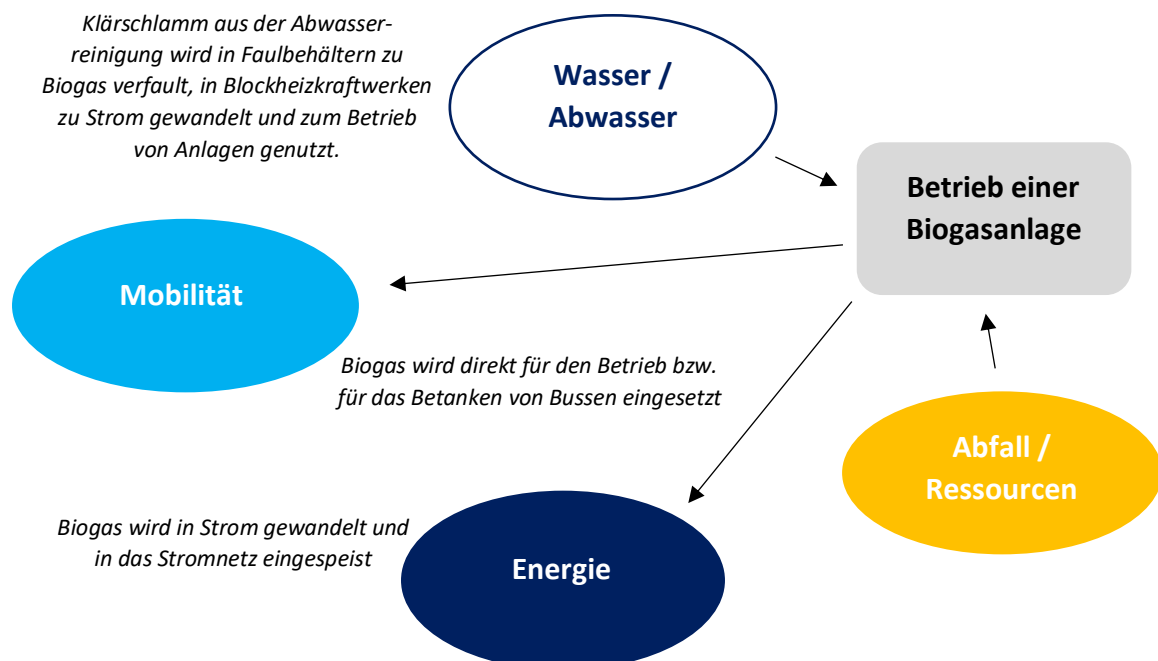 Klärschlamm aus der Abwasser-
reinigung wird in Faulbehältern zu
Biogas verfault, in Blockheizkraftwerken
zu Strom gewandelt und zum Betrieb
von Anlagen genutzt.
Wasser /
Abwasser
Betrieb einer
Biogasanlage
Mobilität
Biogas wird direkt für den Betrieb bzw.
für das Betanken von Bussen eingesetzt
Abfall /
Ressourcen
Biogas wird in Strom gewandelt und
in das Stromnetz eingespeist
Energie